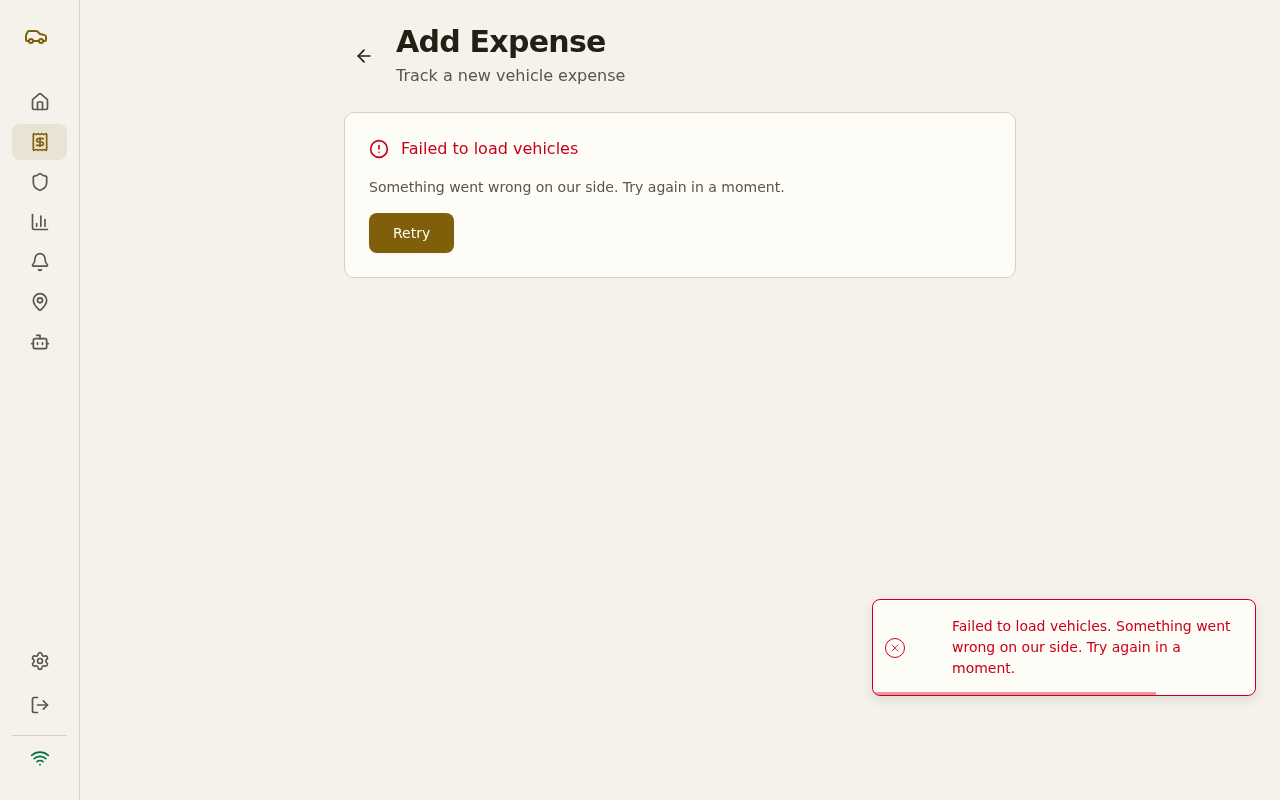 Add Expense
Track a new vehicle expense
Failed to load vehicles
Something went wrong on our side. Try again in a moment.
Retry
Failed to load vehicles. Something went
wrong on our side. Try again in a
moment.